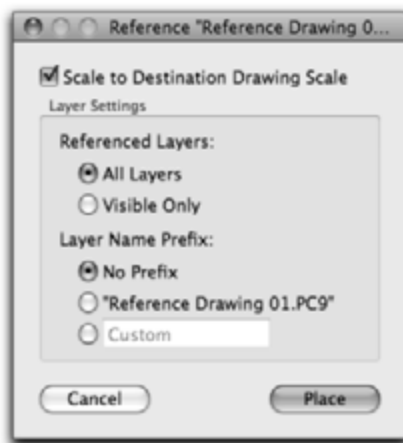 Reference "Reference Drawing 0...
Scale to Destination Drawing Scale
Layer Settings
Referenced Layers:
All Layers
Visible Only
Layer Name Prefix:
No Prefix
"Reference Drawing 01.PC9"
Custom
Cancel Place